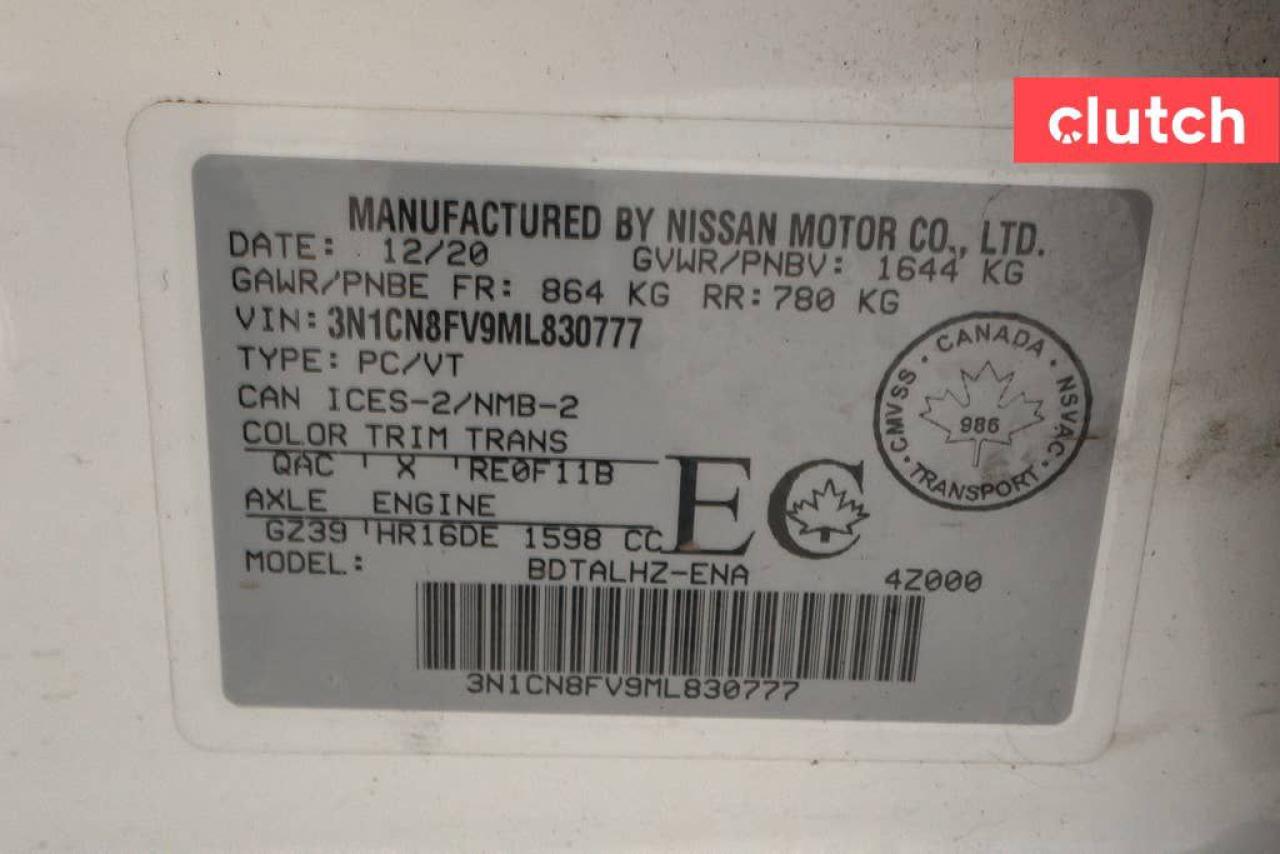 clutch
MANUFACTURED BY NISSAN MOTOR CO., LTD.
DATE: 12/20 GVWR/PNBV: 1644 KG
GAWR/PNBE FR: 864 KG RR: 780 KG
VIN: 3N1CN8FV9ML830777
TYPE: PC/VT
CAN ICES-2/NMB-2
COLOR TRIM TRANS
QAC X RE0F11B
AXLE ENGINE
GZ39 HR16DE 1598 CC
MODEL: BDTALHZ-ENA 4Z000
3N1CN8FV9ML830777
EC
CANADA · NSVAC · TRANSPORT · CMVSS ·
986